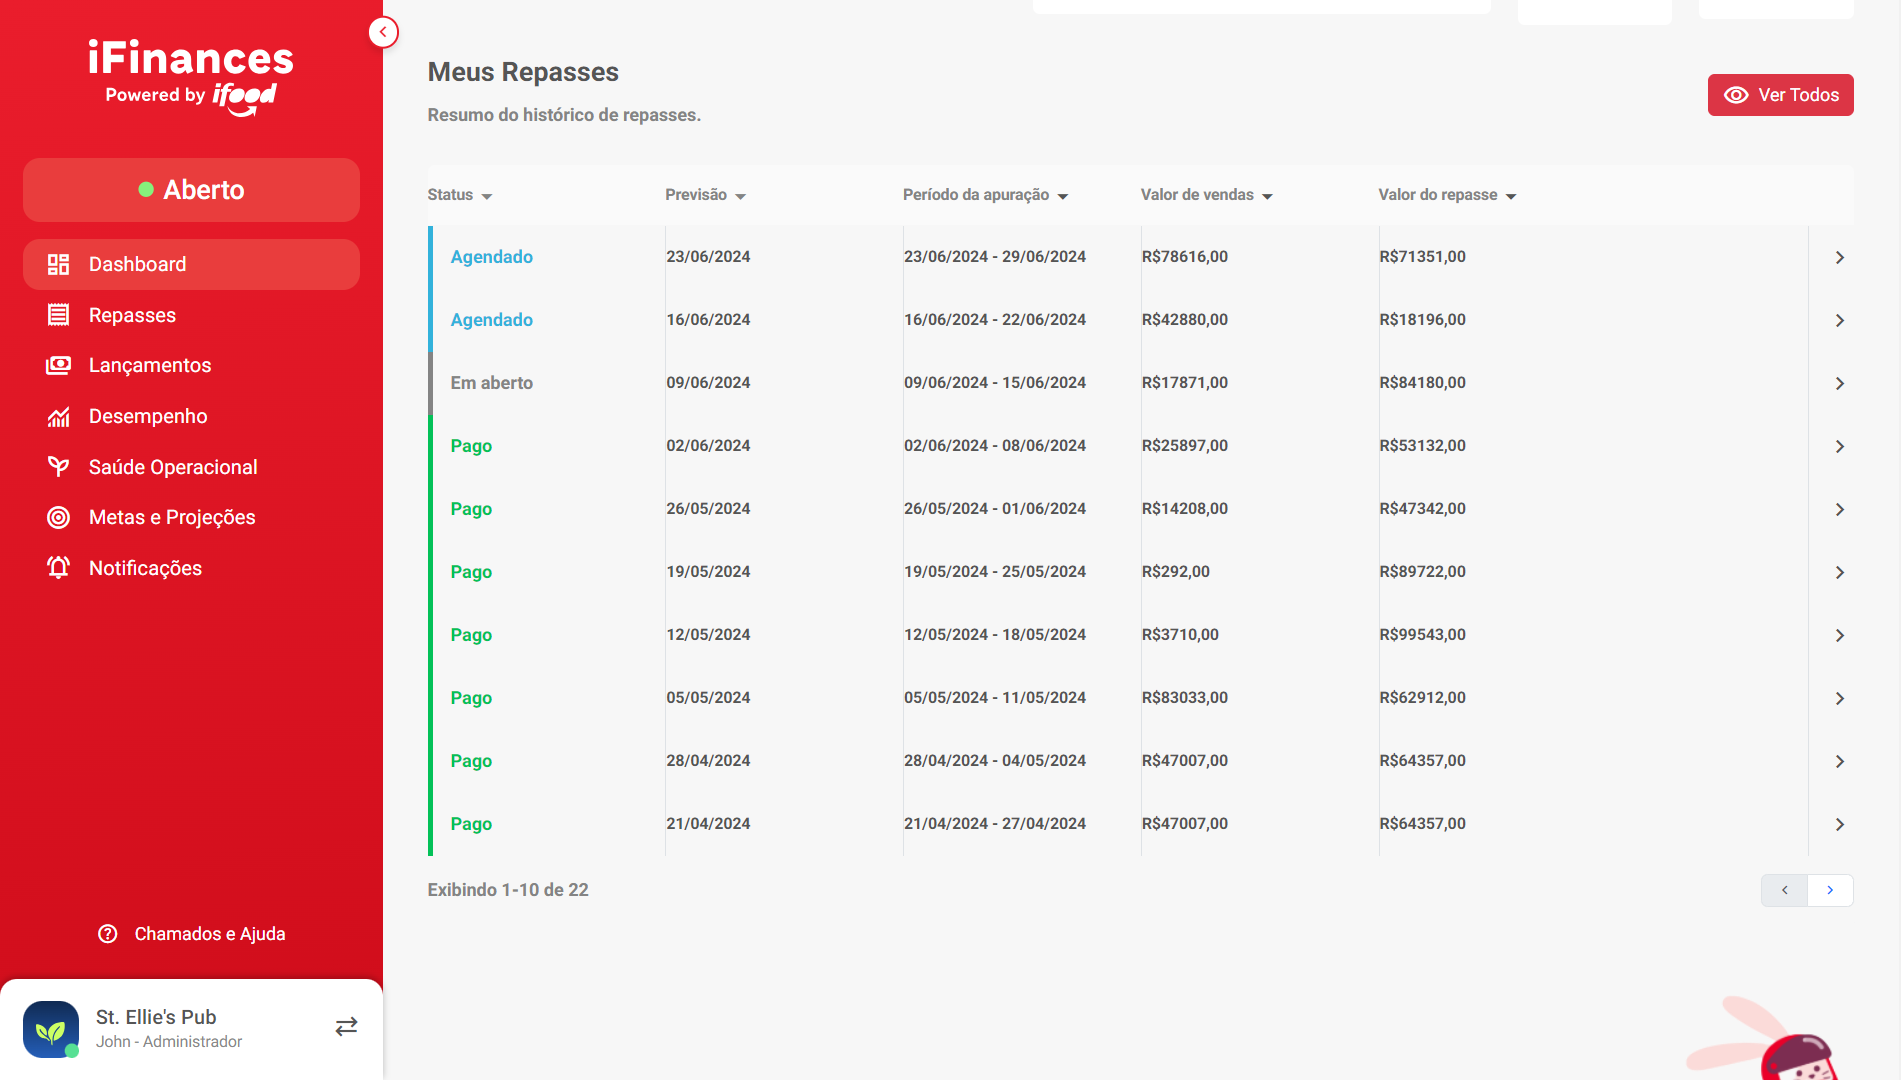 iFinances
Powered by ifood
Aberto
Dashboard
Repasses
Lançamentos
Desempenho
Saúde Operacional
Metas e Projeções
Notificações
Chamados e Ajuda
St. Ellie's Pub
John - Administrador
Meus Repasses
Resumo do histórico de repasses.
Ver Todos
Status Previsão Período da apuração Valor de vendas Valor do repasse
Agendado 23/06/2024 23/06/2024 - 29/06/2024 R$78616,00 R$71351,00
Agendado 16/06/2024 16/06/2024 - 22/06/2024 R$42880,00 R$18196,00
Em aberto 09/06/2024 09/06/2024 - 15/06/2024 R$17871,00 R$84180,00
Pago 02/06/2024 02/06/2024 - 08/06/2024 R$25897,00 R$53132,00
Pago 26/05/2024 26/05/2024 - 01/06/2024 R$14208,00 R$47342,00
Pago 19/05/2024 19/05/2024 - 25/05/2024 R$292,00 R$89722,00
Pago 12/05/2024 12/05/2024 - 18/05/2024 R$3710,00 R$99543,00
Pago 05/05/2024 05/05/2024 - 11/05/2024 R$83033,00 R$62912,00
Pago 28/04/2024 28/04/2024 - 04/05/2024 R$47007,00 R$64357,00
Pago 21/04/2024 21/04/2024 - 27/04/2024 R$47007,00 R$64357,00
Exibindo 1-10 de 22